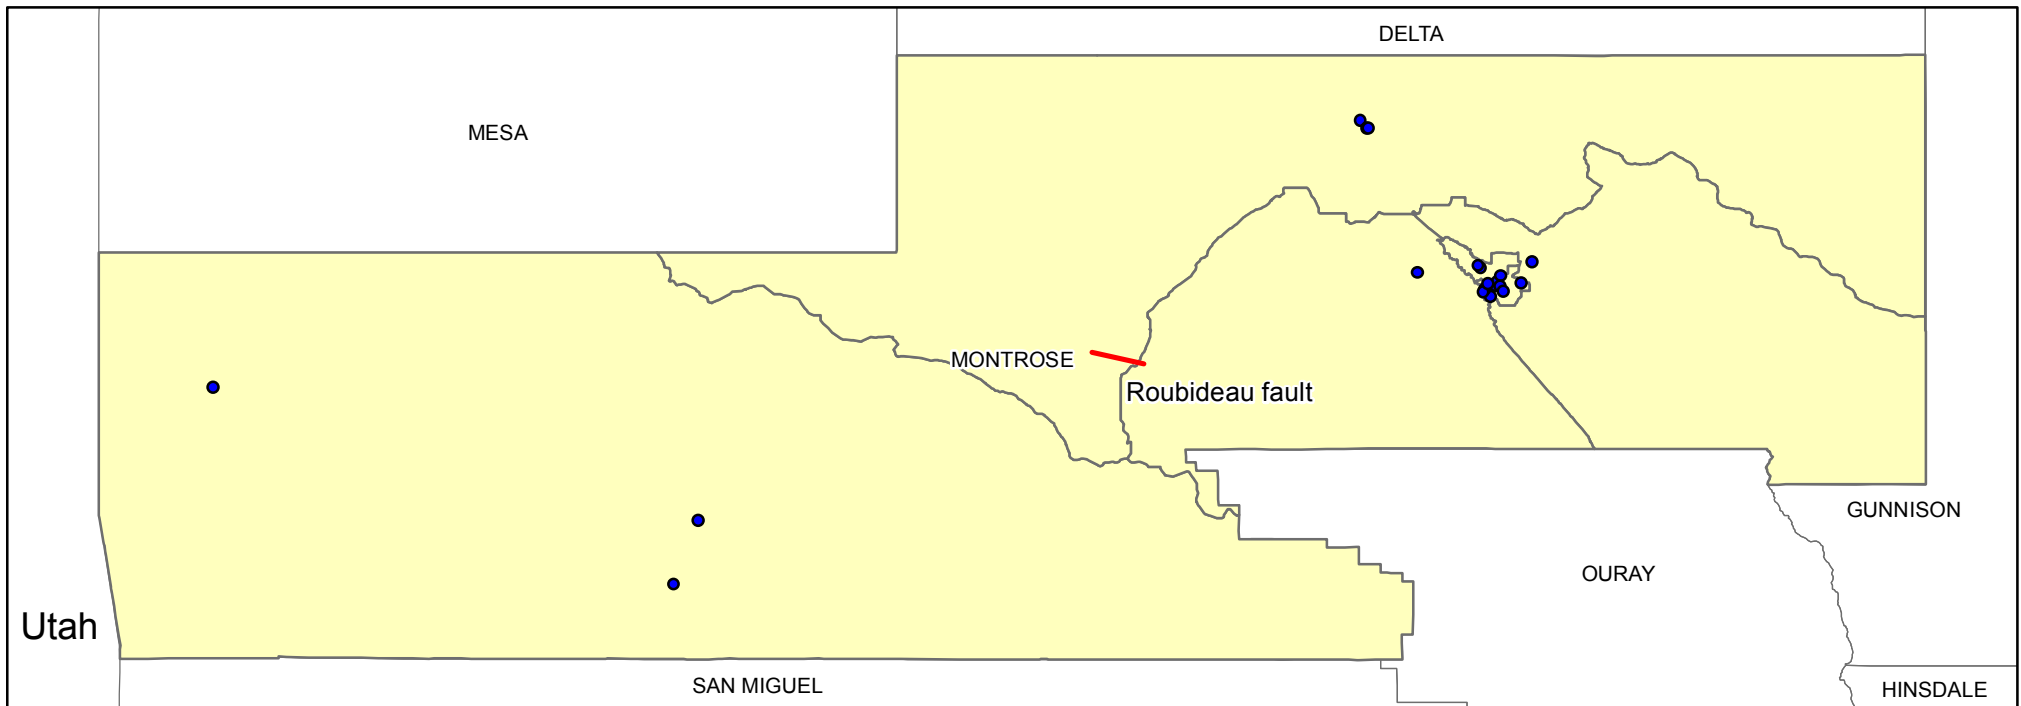 DELTA
MESA
MONTROSE
Roubideau fault
GUNNISON
OURAY
Utah
SAN MIGUEL
HINSDALE